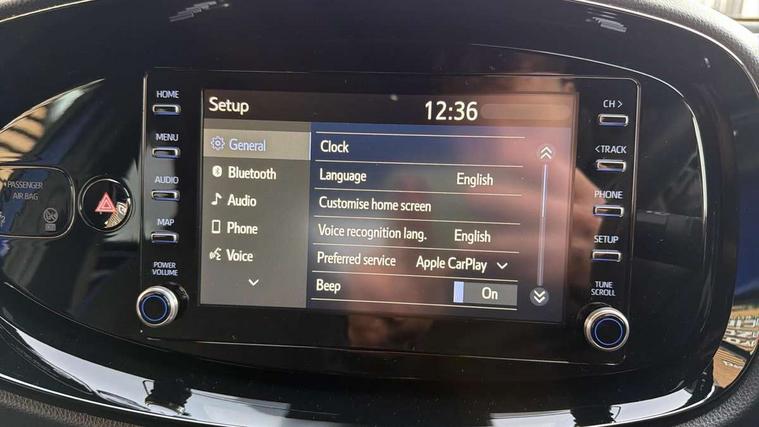 HOME
MENU
AUDIO
MAP
POWER
VOLUME
PASSENGER
AIR BAG
Setup
12:36
General
Bluetooth
Audio
Phone
Voice
Clock
Language English
Customise home screen
Voice recognition lang. English
Preferred service Apple CarPlay
Beep On
CH >
< TRACK
PHONE
SETUP
TUNE
SCROLL